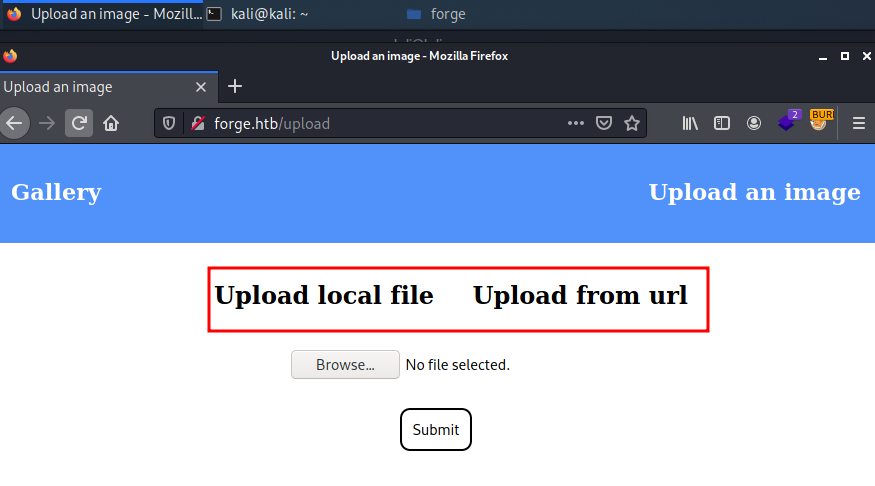 Upload an image - Mozill... kali@kali: ~ forge
Upload an image - Mozilla Firefox
Upload an image
forge.htb/upload 2 BUR
Gallery Upload an image
Upload local file Upload from url
Browse... No file selected.
Submit